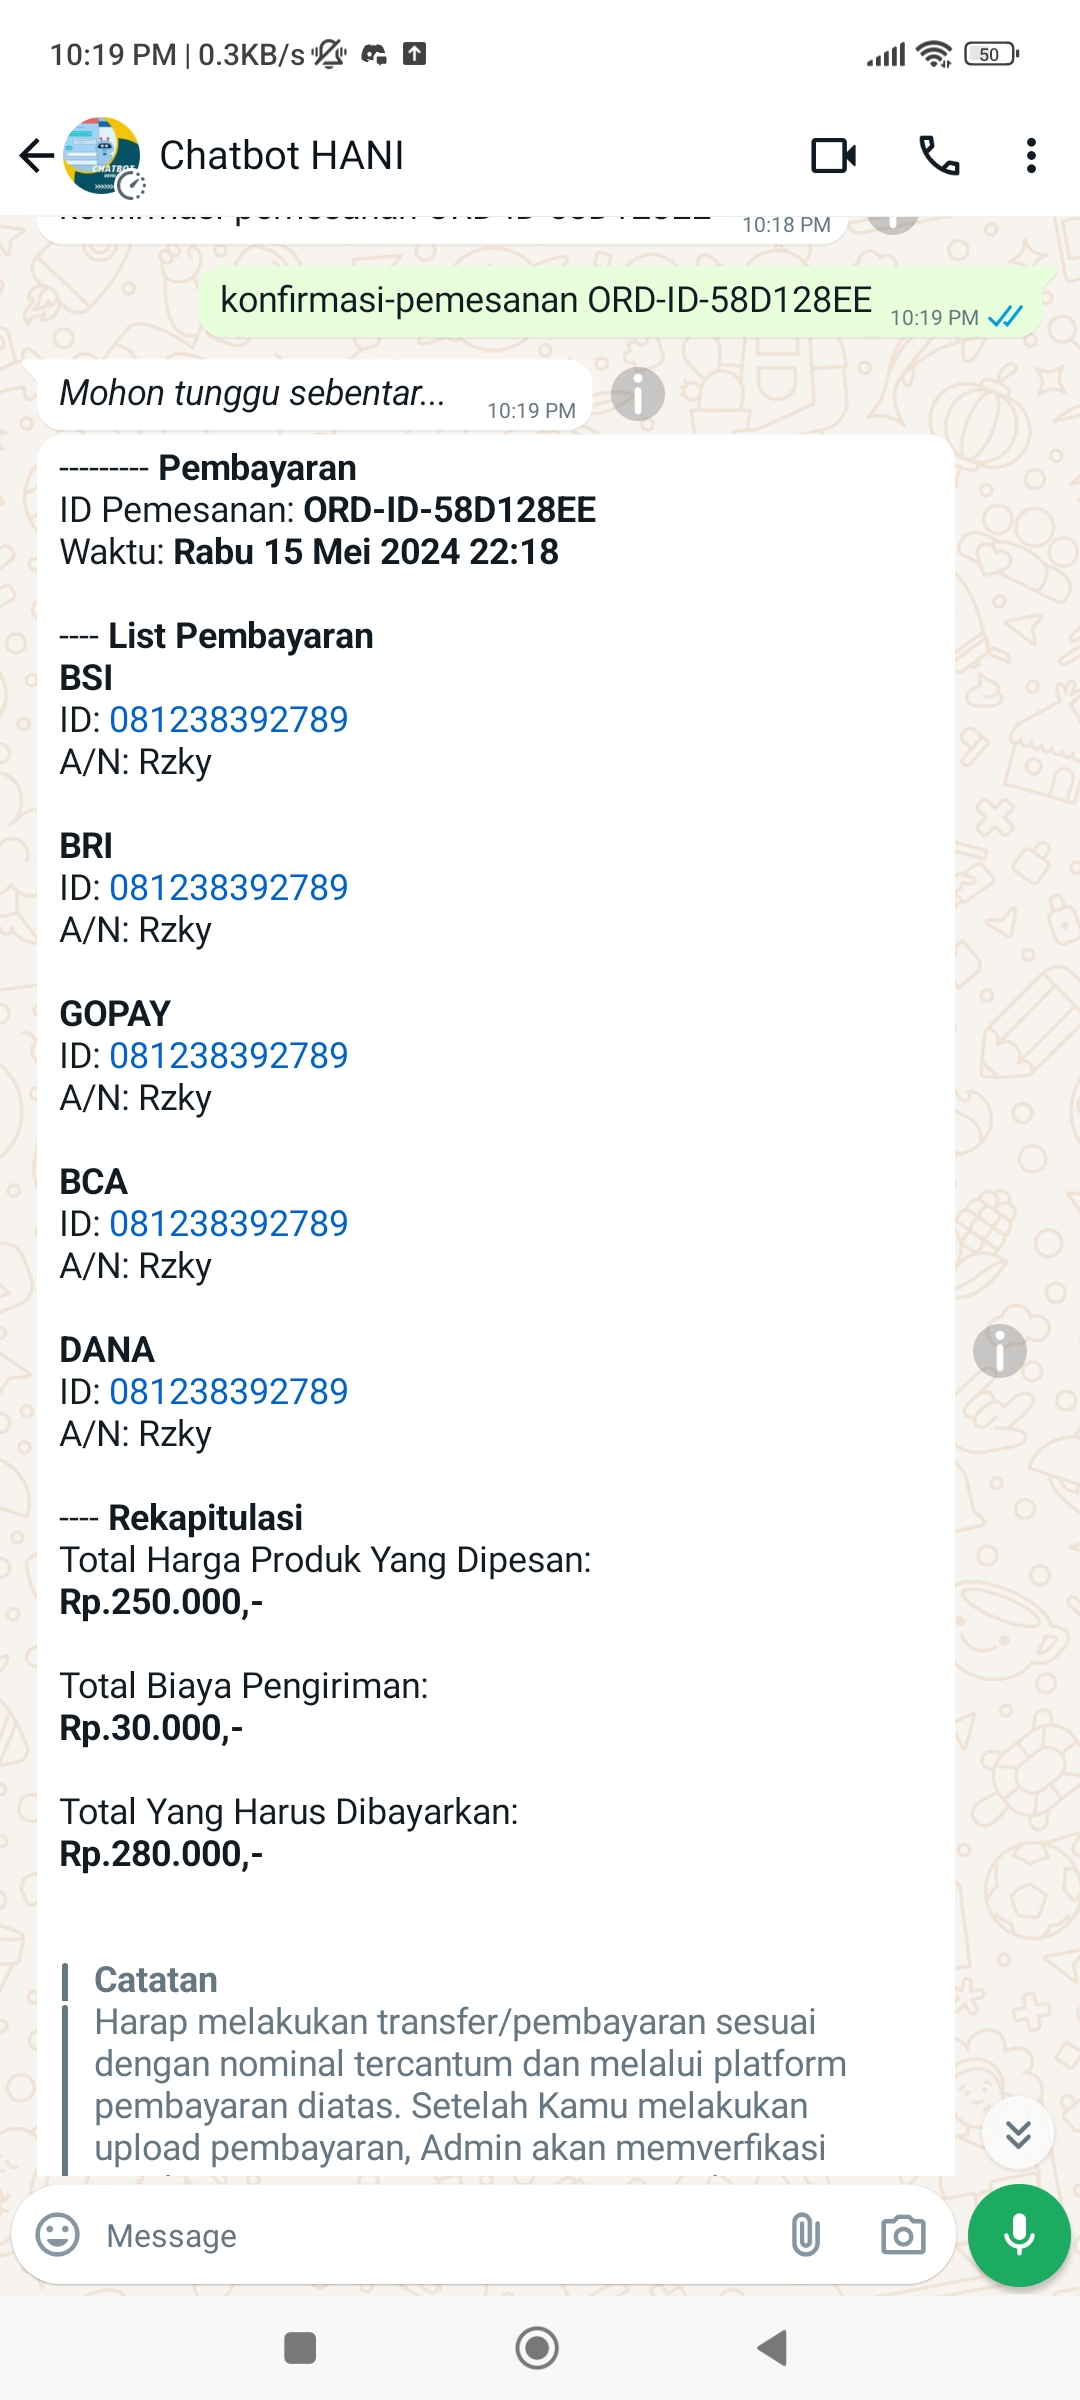 10:19 PM | 0.3KB/s
50
Chatbot HANI
10:18 PM
konfirmasi-pemesanan ORD-ID-58D128EE
10:19 PM
Mohon tunggu sebentar...
10:19 PM
--------- Pembayaran
ID Pemesanan: ORD-ID-58D128EE
Waktu: Rabu 15 Mei 2024 22:18
---- List Pembayaran
BSI
ID: 081238392789
A/N: Rzky
BRI
ID: 081238392789
A/N: Rzky
GOPAY
ID: 081238392789
A/N: Rzky
BCA
ID: 081238392789
A/N: Rzky
DANA
ID: 081238392789
A/N: Rzky
---- Rekapitulasi
Total Harga Produk Yang Dipesan:
Rp.250.000,-
Total Biaya Pengiriman:
Rp.30.000,-
Total Yang Harus Dibayarkan:
Rp.280.000,-
Catatan
Harap melakukan transfer/pembayaran sesuai
dengan nominal tercantum dan melalui platform
pembayaran diatas. Setelah Kamu melakukan
upload pembayaran, Admin akan memverfikasi
Message